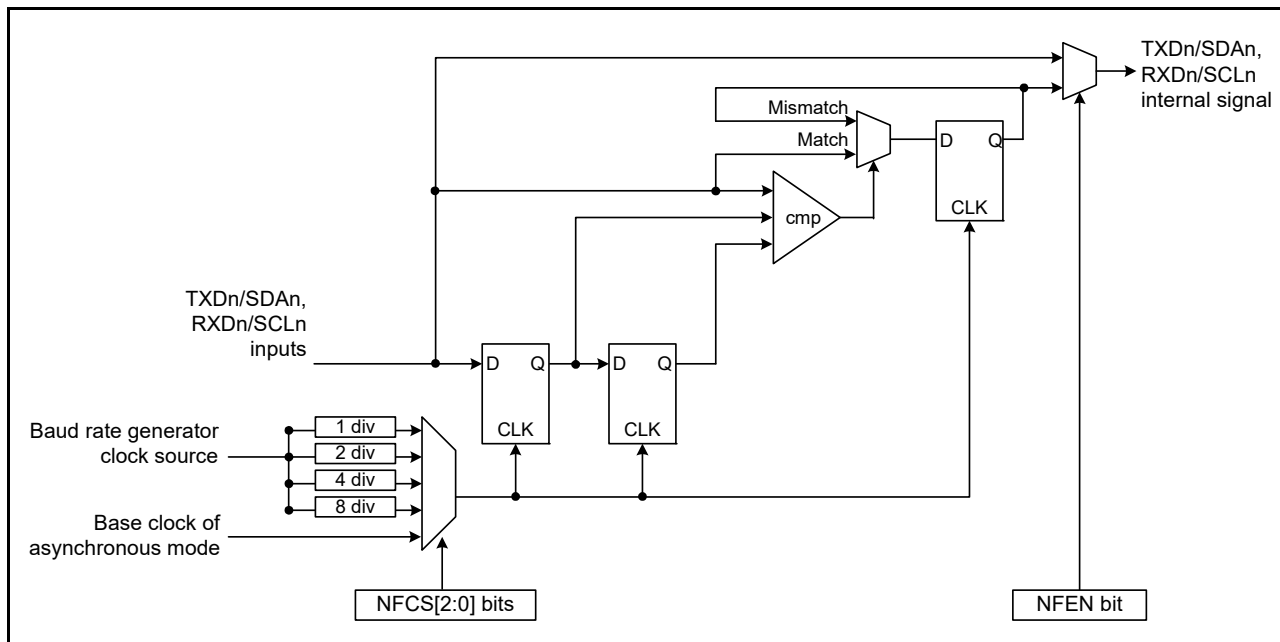 TXDn/SDAn,
RXDn/SCLn
internal signal
Mismatch
Match
D
Q
CLK
cmp
TXDn/SDAn,
RXDn/SCLn
inputs
D
Q
CLK
D
Q
CLK
Baud rate generator
clock source
1 div
2 div
4 div
8 div
Base clock of
asynchronous mode
NFCS[2:0] bits
NFEN bit